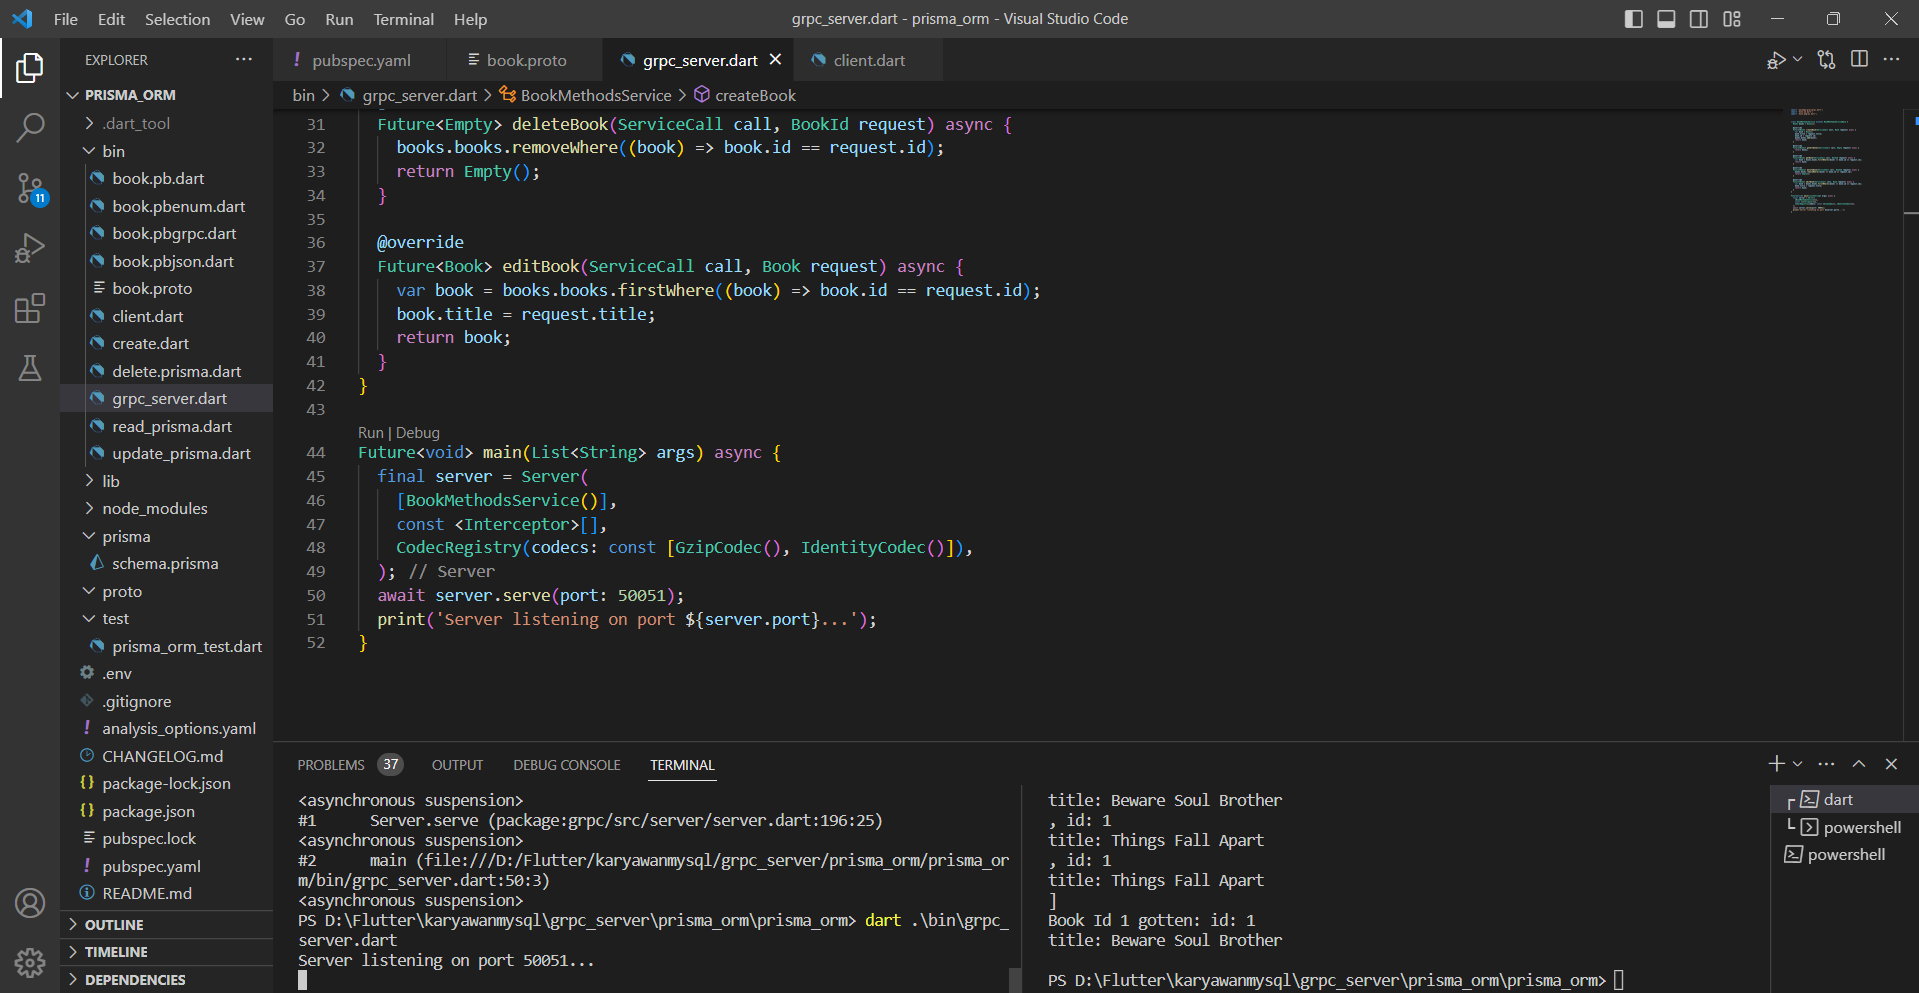 File Edit Selection View Go Run Terminal Help
grpc_server.dart - prisma_orm - Visual Studio Code
EXPLORER
PRISMA_ORM
.dart_tool
bin
book.pb.dart
book.pbenum.dart
book.pbgrpc.dart
book.pbjson.dart
book.proto
client.dart
create.dart
delete.prisma.dart
grpc_server.dart
read_prisma.dart
update_prisma.dart
lib
node_modules
prisma
schema.prisma
proto
test
prisma_orm_test.dart
.env
.gitignore
analysis_options.yaml
CHANGELOG.md
package-lock.json
package.json
pubspec.lock
pubspec.yaml
README.md
OUTLINE
TIMELINE
DEPENDENCIES
11
! pubspec.yaml book.proto grpc_server.dart client.dart
bin > grpc_server.dart > BookMethodsService > createBook
31 Future<Empty> deleteBook(ServiceCall call, BookId request) async {
32 books.books.removeWhere((book) => book.id == request.id);
33 return Empty();
34 }
35
36 @override
37 Future<Book> editBook(ServiceCall call, Book request) async {
38 var book = books.books.firstWhere((book) => book.id == request.id);
39 book.title = request.title;
40 return book;
41 }
42 }
43
Run | Debug
44 Future<void> main(List<String> args) async {
45 final server = Server(
46 [BookMethodsService()],
47 const <Interceptor>[],
48 CodecRegistry(codecs: const [GzipCodec(), IdentityCodec()]),
49 ); // Server
50 await server.serve(port: 50051);
51 print('Server listening on port ${server.port}...');
52 }
PROBLEMS 37 OUTPUT DEBUG CONSOLE TERMINAL
<asynchronous suspension>
#1 Server.serve (package:grpc/src/server/server.dart:196:25)
<asynchronous suspension>
#2 main (file:///D:/Flutter/karyawanmysql/grpc_server/prisma_orm/prisma_or
m/bin/grpc_server.dart:50:3)
<asynchronous suspension>
PS D:\Flutter\karyawanmysql\grpc_server\prisma_orm\prisma_orm> dart .\bin\grpc_
server.dart
Server listening on port 50051...
title: Beware Soul Brother
, id: 1
title: Things Fall Apart
, id: 1
title: Things Fall Apart
]
Book Id 1 gotten: id: 1
title: Beware Soul Brother
PS D:\Flutter\karyawanmysql\grpc_server\prisma_orm\prisma_orm>
dart
powershell
powershell